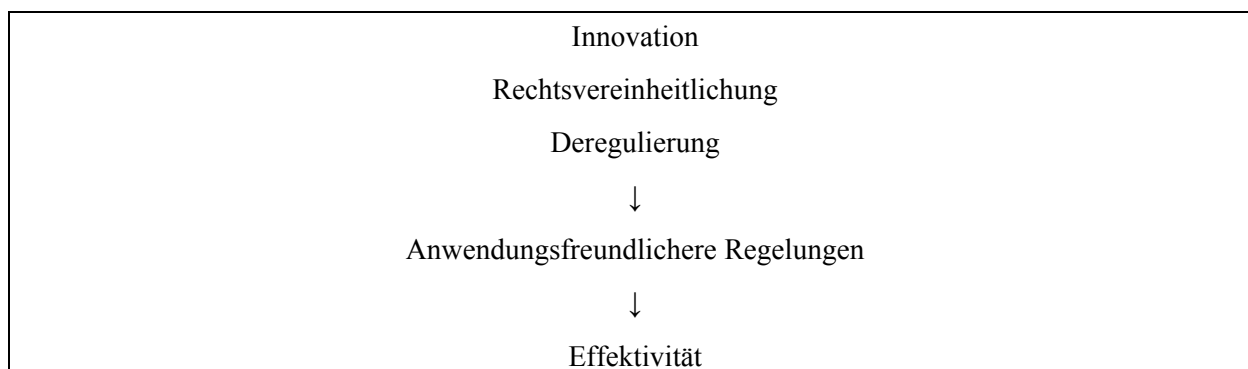 Innovation
Rechtsvereinheitlichung
Deregulierung
↓
Anwendungsfreundlichere Regelungen
↓
Effektivität